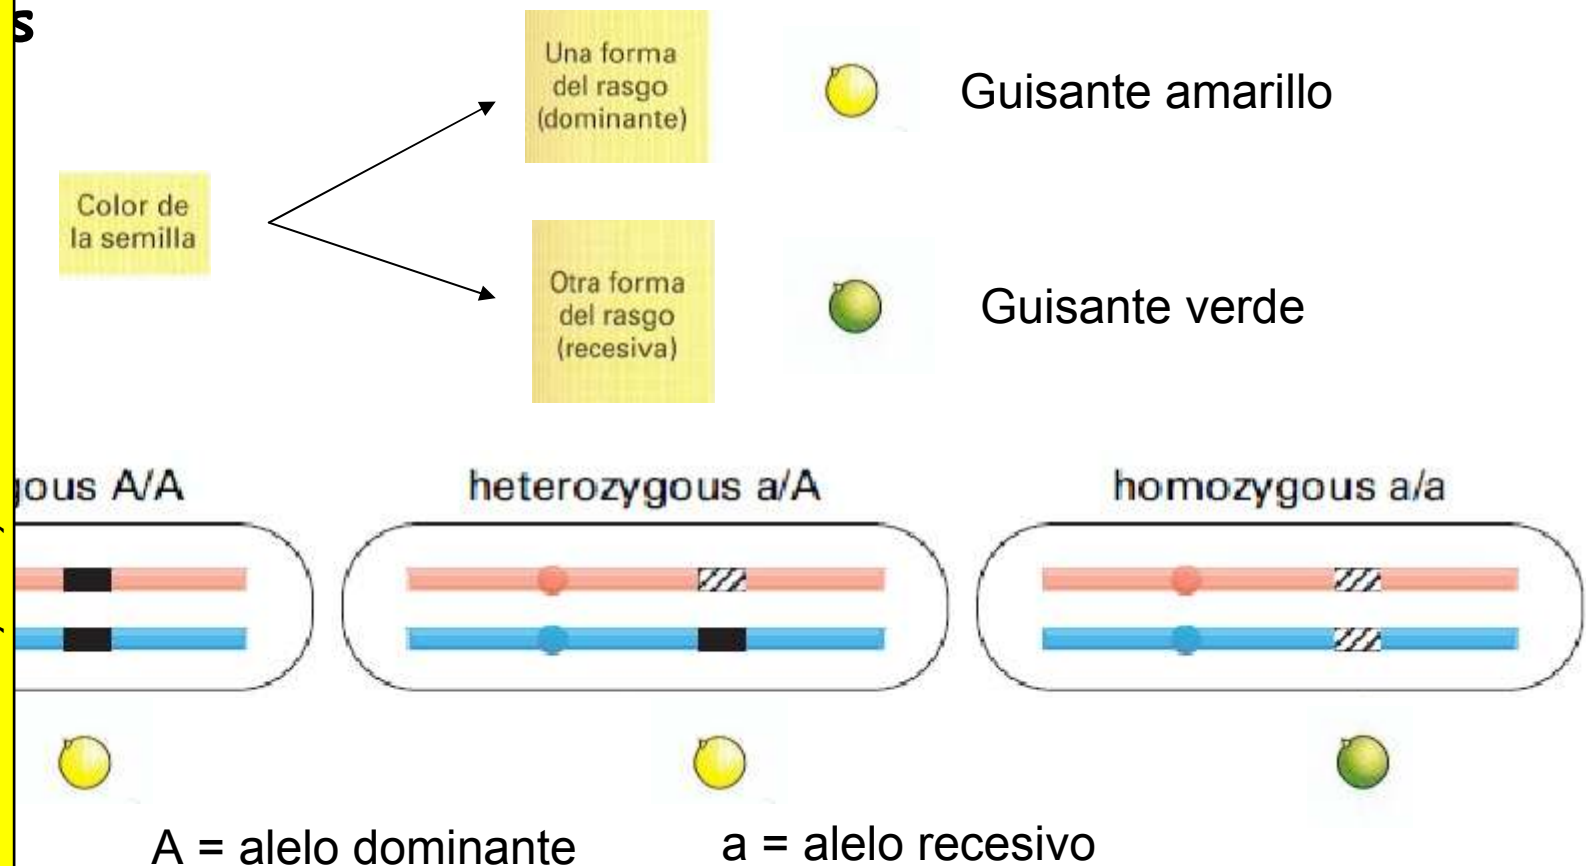 s
Una forma
del rasgo
(dominante)
Guisante amarillo
Color de
la semilla
Otra forma
del rasgo
(recesiva)
Guisante verde
gous A/A
heterozygous a/A
homozygous a/a
A = alelo dominante
a = alelo recesivo